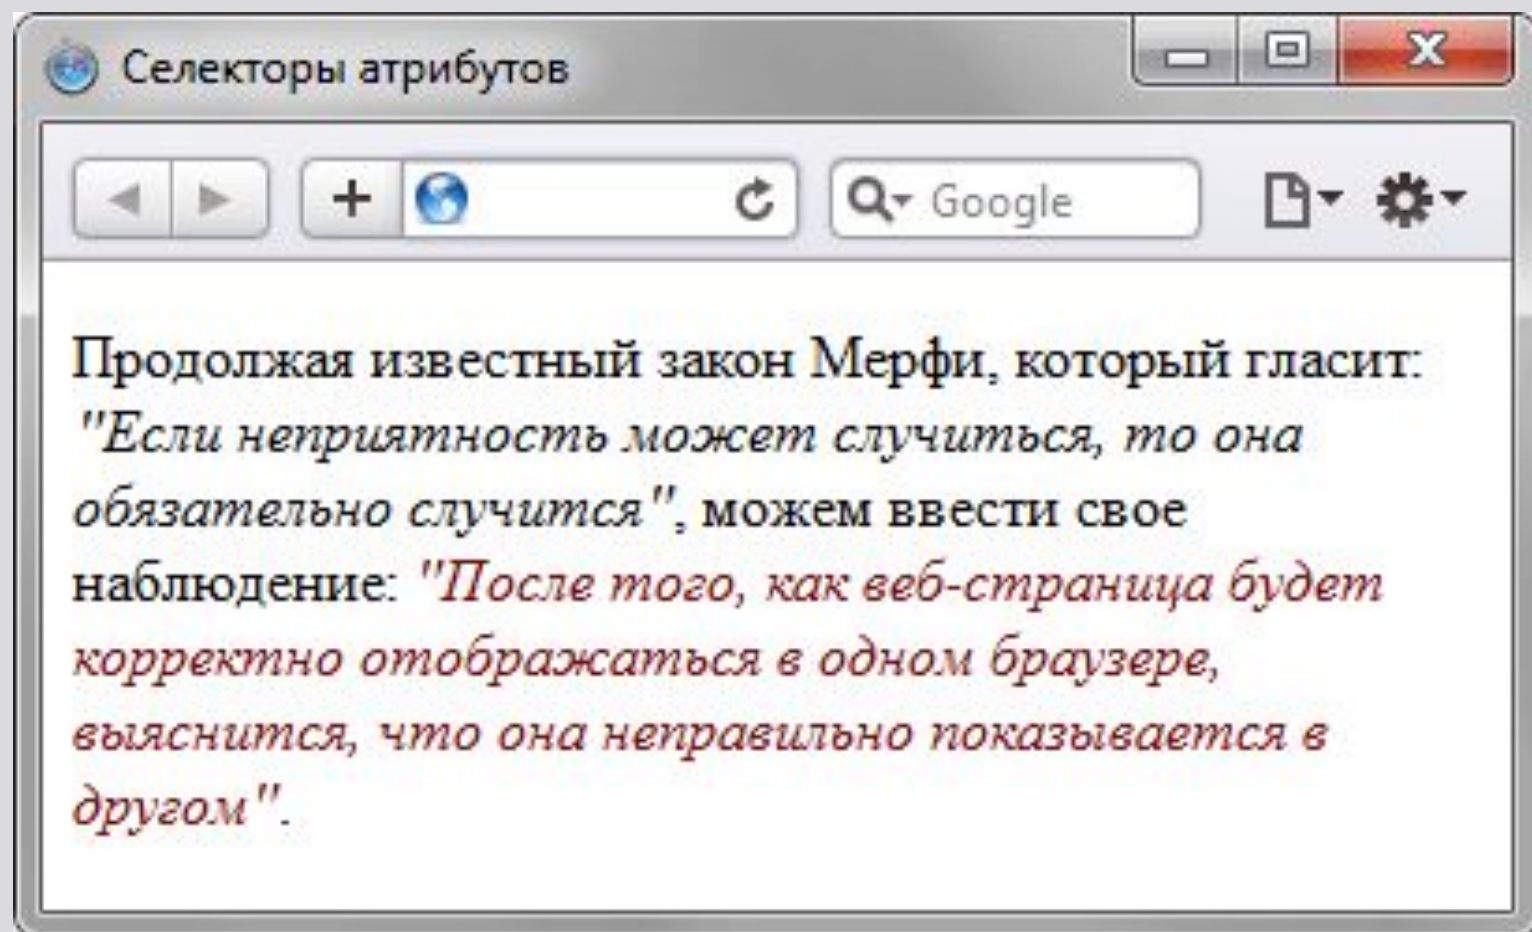 Селекторы атрибутов
Google
Продолжая известный закон Мерфи, который гласит:
"Если неприятность может случиться, то она
обязательно случится", можем ввести свое
наблюдение: "После того, как веб-страница будет
корректно отображаться в одном браузере,
выяснится, что она неправильно показывается в
другом".